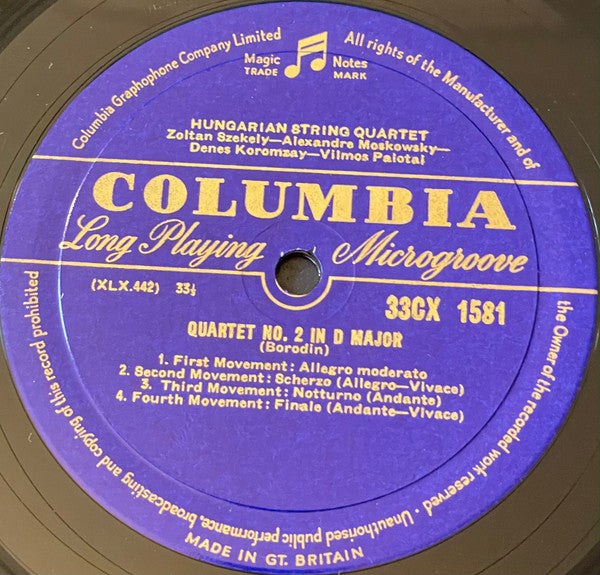 Columbia Graphophone Company Limited
Magic Notes
TRADE MARK
All rights of the Manufacturer and of
the Owner of the recorded work reserved · Unauthorised public performance, broadcasting and copying of this record prohibited
HUNGARIAN STRING QUARTET
Zoltan Szekely—Alexandre Moskowsky—
Denes Koromzay—Vilmos Palotai
COLUMBIA
Long Playing Microgroove
(XLX.442) 33⅓
33CX 1581
QUARTET NO. 2 IN D MAJOR
(Borodin)
1. First Movement: Allegro moderato
2. Second Movement: Scherzo (Allegro—Vivace)
3. Third Movement: Notturno (Andante)
4. Fourth Movement: Finale (Andante—Vivace)
MADE IN GT. BRITAIN